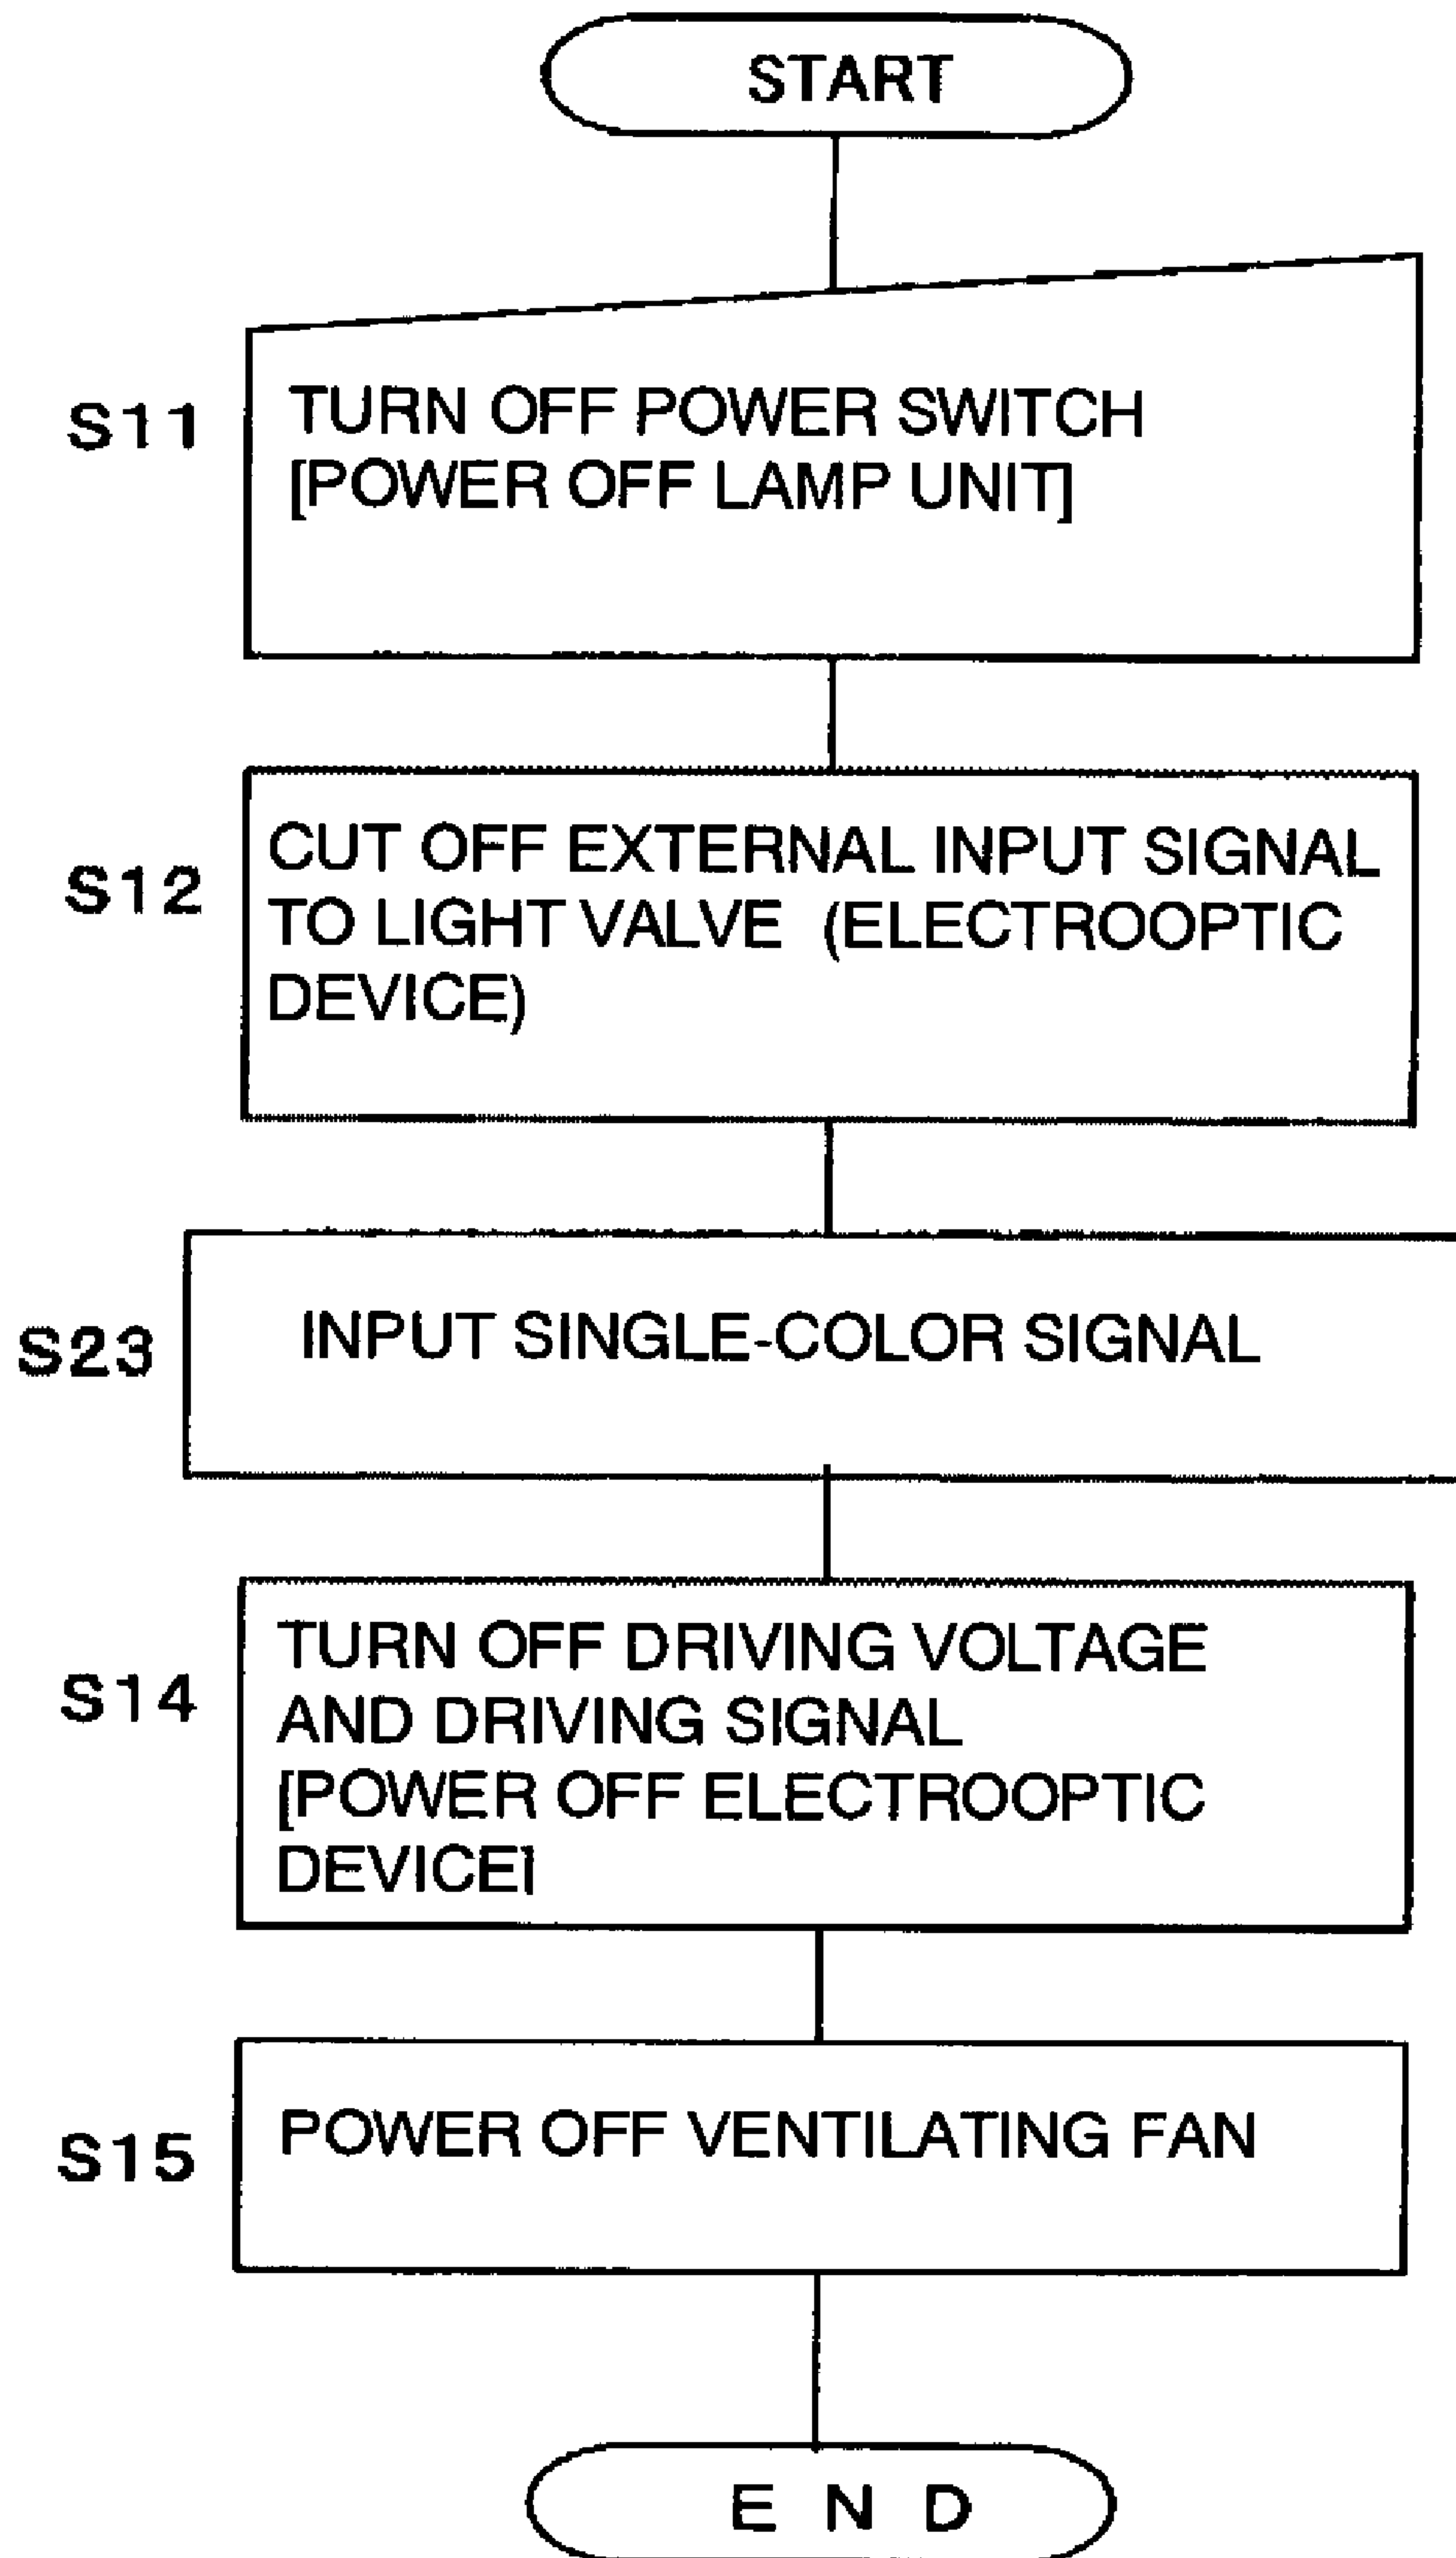 START
S11
TURN OFF POWER SWITCH
[POWER OFF LAMP UNIT]
S12
CUT OFF EXTERNAL INPUT SIGNAL
TO LIGHT VALVE (ELECTROOPTIC
DEVICE)
S23
INPUT SINGLE-COLOR SIGNAL
S14
TURN OFF DRIVING VOLTAGE
AND DRIVING SIGNAL
[POWER OFF ELECTROOPTIC
DEVICE]
S15
POWER OFF VENTILATING FAN
E N D